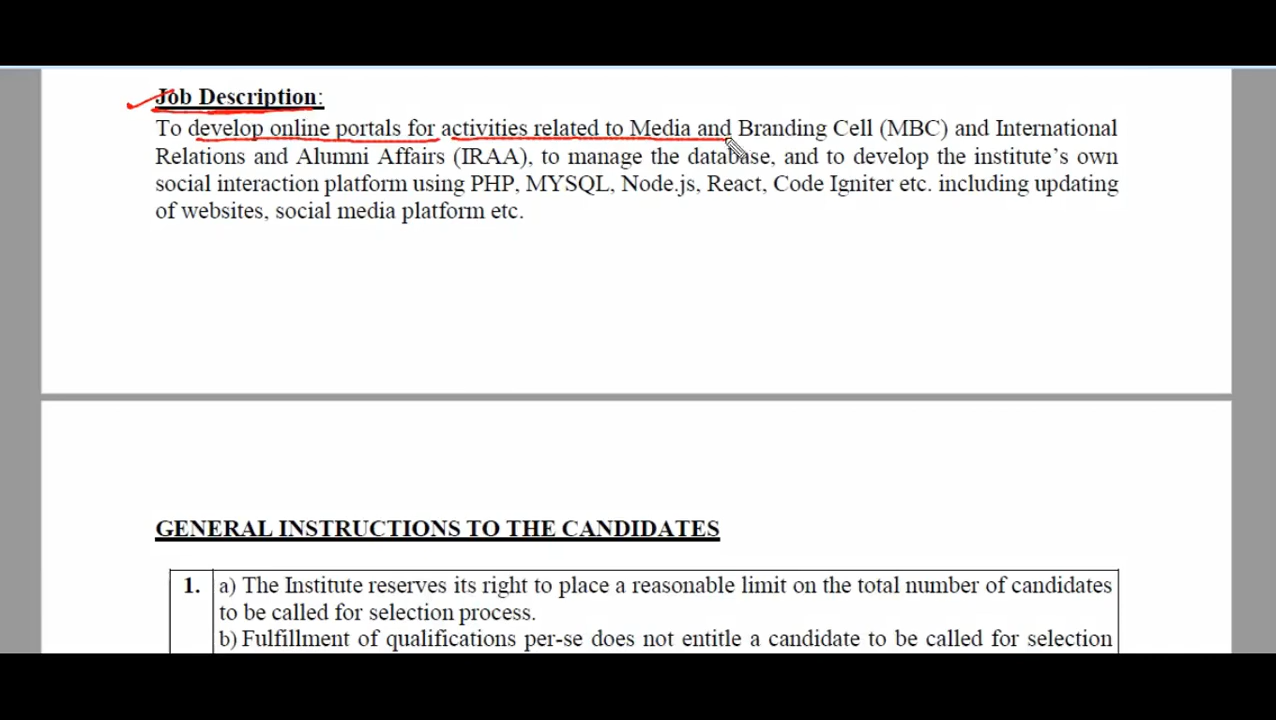 Job Description:
To develop online portals for activities related to Media and Branding Cell (MBC) and International
Relations and Alumni Affairs (IRAA), to manage the database, and to develop the institute's own
social interaction platform using PHP, MYSQL, Node.js, React, Code Igniter etc. including updating
of websites, social media platform etc.
GENERAL INSTRUCTIONS TO THE CANDIDATES
1. a) The Institute reserves its right to place a reasonable limit on the total number of candidates
to be called for selection process.
b) Fulfillment of qualifications per-se does not entitle a candidate to be called for selection